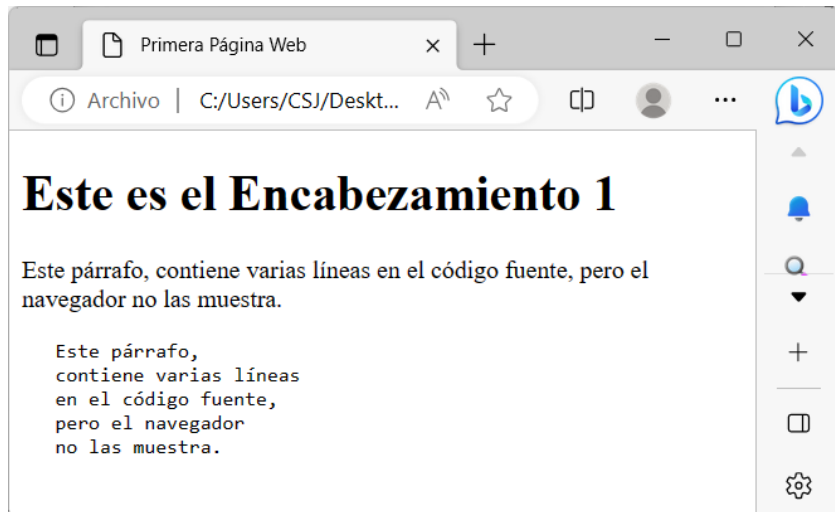 Primera Página Web
Archivo | C:/Users/CSJ/Deskt...
Este es el Encabezamiento 1
Este párrafo, contiene varias líneas en el código fuente, pero el
navegador no las muestra.
Este párrafo,
contiene varias líneas
en el código fuente,
pero el navegador
no las muestra.